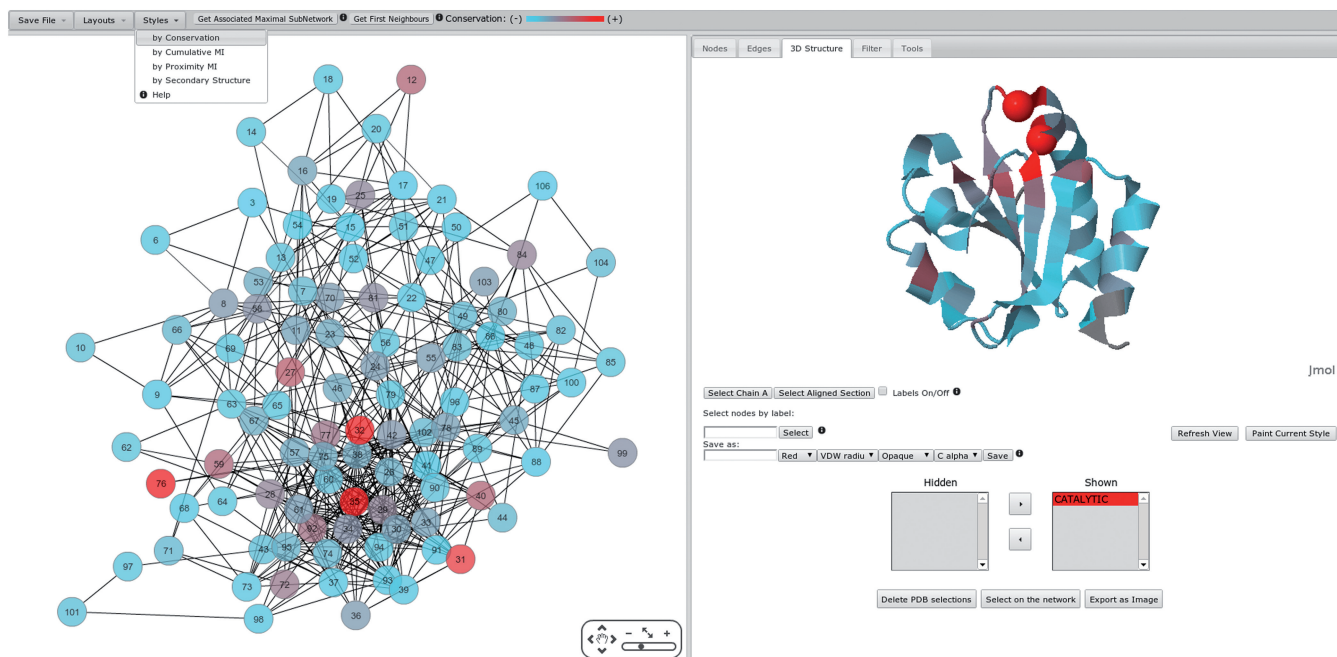 Save File Layouts Styles Get Associated Maximal SubNetwork Get First Neighbours Conservation: (-) (+)
by Conservation
by Cumulative MI
by Proximity MI
by Secondary Structure
Help
18 12
14 20
16
17
25
19 21
3
106
54 15 51 50
6
52 84
13 47 104
53 103
7 70 81 22
8 58 80
49
11 23 82
66 56
69 83 48
10 55
24 85
27
46 100
87
9 79
63 65 96
67 45
77 32 42 102 78
62 57 89
75 38 99
59 41 88
76 60 26
28 90 40
64 35
68 61 29 44
92 34 30 33
43 95 94
71 74 91 31
97
73 72 37 93
39
101 98 36
Nodes Edges 3D Structure Filter Tools
Jmol
Select Chain A Select Aligned Section Labels On/Off
Select nodes by label:
Select
Refresh View Paint Current Style
Save as:
Red VDW radiu Opaque C alpha Save
Hidden Shown
CATALYTIC
Delete PDB selections Select on the network Export as Image